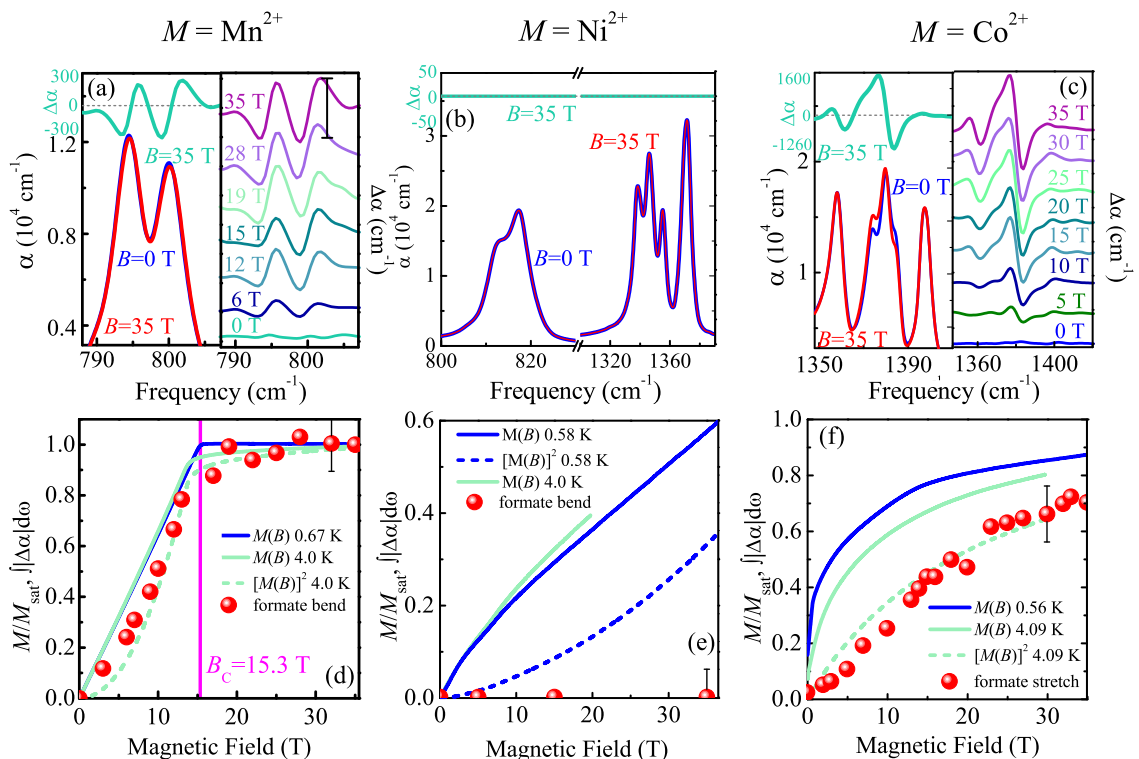 M = Mn²⁺
M = Ni²⁺
M = Co²⁺
(a)
300
0
-300
Δα
1.2
0.8
0.4
α (10⁴ cm⁻¹)
B=35 T
B=0 T
B=35 T
790
800
790
800
Frequency (cm⁻¹)
35 T
28 T
19 T
15 T
12 T
6 T
0 T
Δα (cm⁻¹)
(b)
50
0
-50
Δα
B=35 T
3
2
1
0
α (10⁴ cm⁻¹)
B=35 T
B=0 T
800
820
1320
1360
Frequency (cm⁻¹)
(c)
1600
0
-1260
Δα
B=35 T
2
1
α (10⁴ cm⁻¹)
B=0 T
B=35 T
1350
1390
1360
1400
Frequency (cm⁻¹)
35 T
30 T
25 T
20 T
15 T
10 T
5 T
0 T
Δα (cm⁻¹)
M/Msat, ∫|Δα|dω
1.0
0.8
0.6
0.4
0.2
0.0
M(B) 0.67 K
M(B) 4.0 K
[M(B)]² 4.0 K
formate bend
BC=15.3 T
(d)
0
10
20
30
Magnetic Field (T)
M/Msat, ∫|Δα|dω
0.6
0.4
0.2
0.0
M(B) 0.58 K
[M(B)]² 0.58 K
M(B) 4.0 K
formate bend
(e)
0
10
20
30
Magnetic Field (T)
M/Msat, ∫|Δα|dω
1.0
0.8
0.6
0.4
0.2
0.0
(f)
M(B) 0.56 K
M(B) 4.09 K
[M(B)]² 4.09 K
formate stretch
0
10
20
30
Magnetic Field (T)